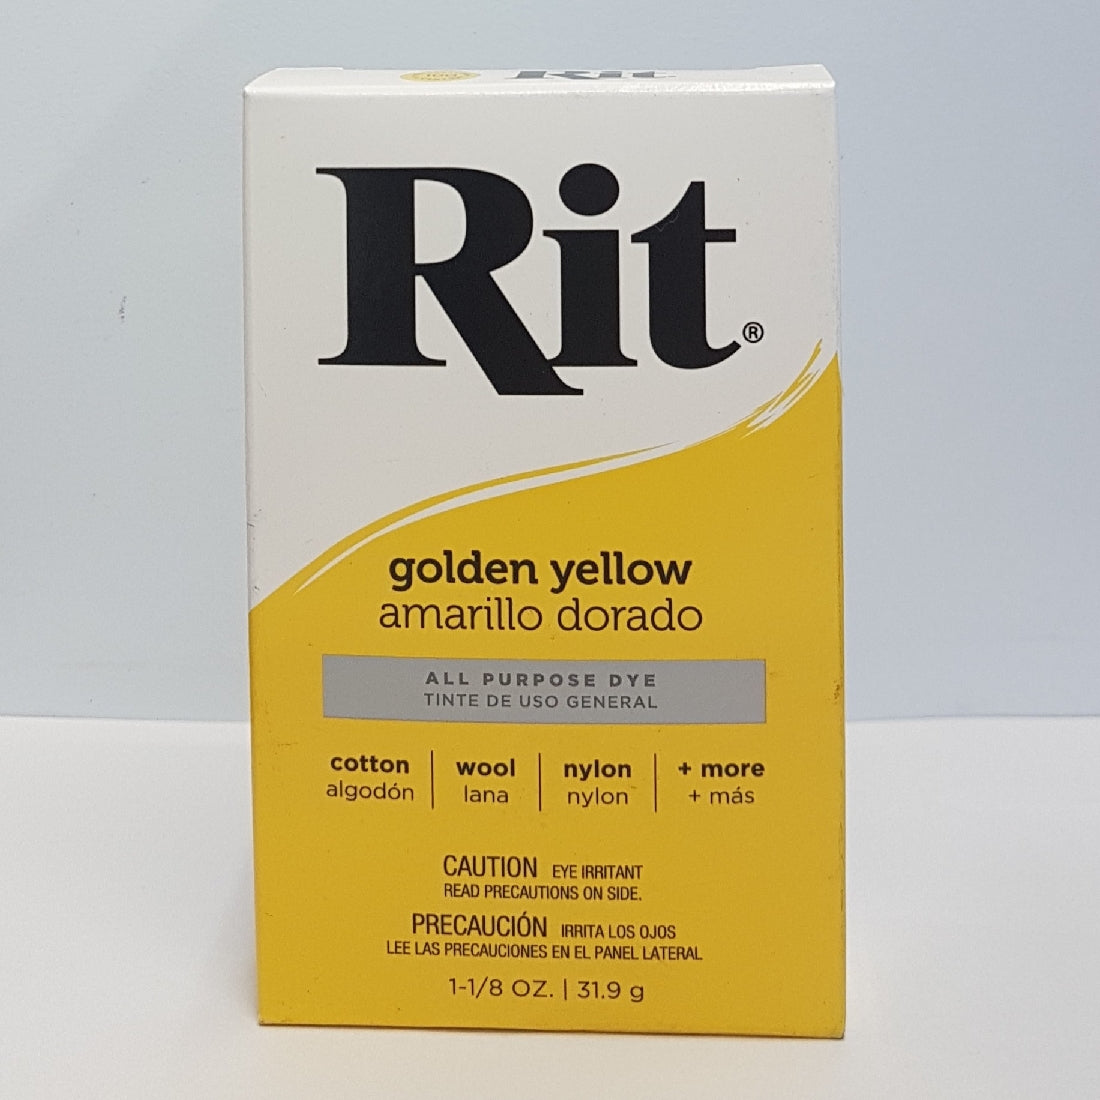 Rit
Rit®
golden yellow
amarillo dorado
ALL PURPOSE DYE
TINTE DE USO GENERAL
cotton | wool | nylon | + more
algodón | lana | nylon | + más
CAUTION EYE IRRITANT
READ PRECAUTIONS ON SIDE.
PRECAUCIÓN IRRITA LOS OJOS
LEE LAS PRECAUCIONES EN EL PANEL LATERAL
1-1/8 OZ. | 31.9 g